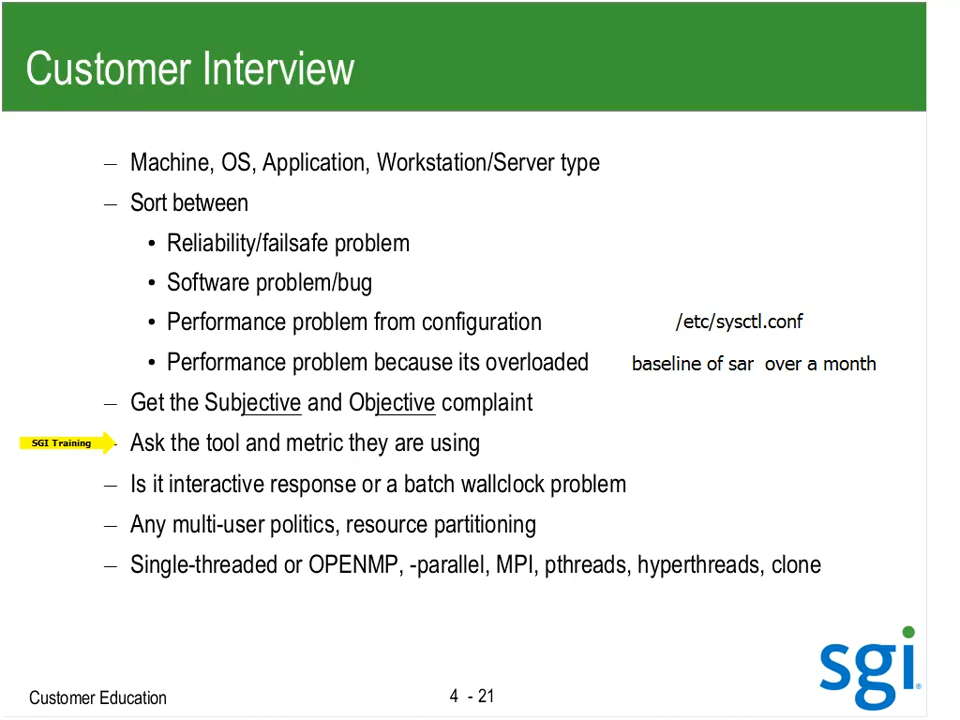 Customer Interview
– Machine, OS, Application, Workstation/Server type
– Sort between
• Reliability/failsafe problem
• Software problem/bug
• Performance problem from configuration /etc/sysctl.conf
• Performance problem because its overloaded baseline of sar over a month
– Get the Subjective and Objective complaint
SGI Training - Ask the tool and metric they are using
– Is it interactive response or a batch wallclock problem
– Any multi-user politics, resource partitioning
– Single-threaded or OPENMP, -parallel, MPI, pthreads, hyperthreads, clone
sgi®
Customer Education 4 - 21